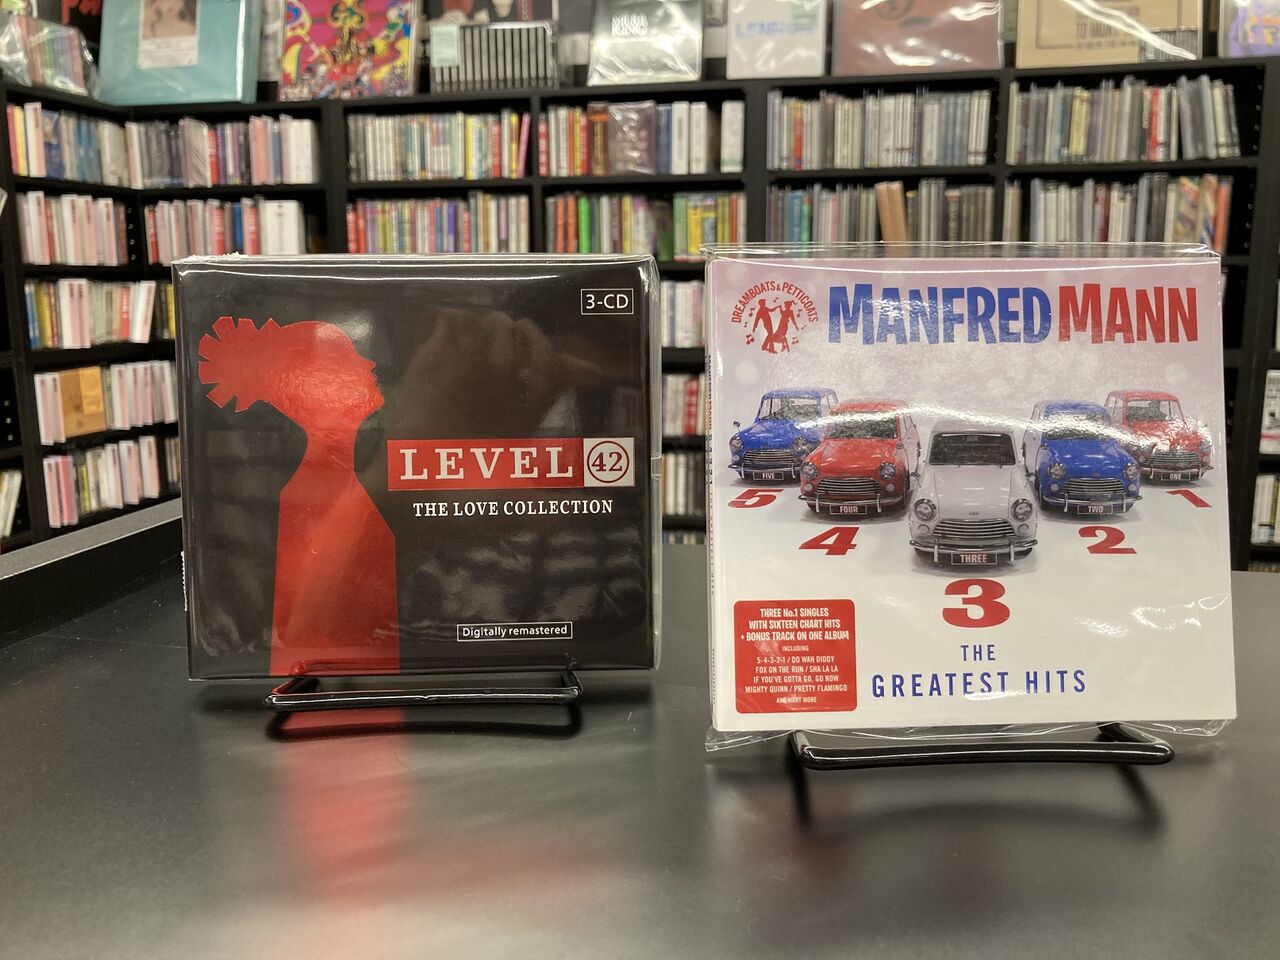 3-CD
LEVEL 42
THE LOVE COLLECTION
Digitally remastered
DREAMBOATS & PETTICOATS
MANFRED MANN
FIVE
FOUR
THREE
TWO
ONE
5
4
3
2
1
THE
GREATEST HITS
THREE No.1 SINGLES
WITH SIXTEEN CHART HITS
+ BONUS TRACK ON ONE ALBUM
INCLUDING
5-4-3-2-1 / DO WAH DIDDY
FOX ON THE RUN / SHA LA LA
IF YOU'VE GOTTA GO, GO NOW
MIGHTY QUINN / PRETTY FLAMINGO
AND MANY MORE